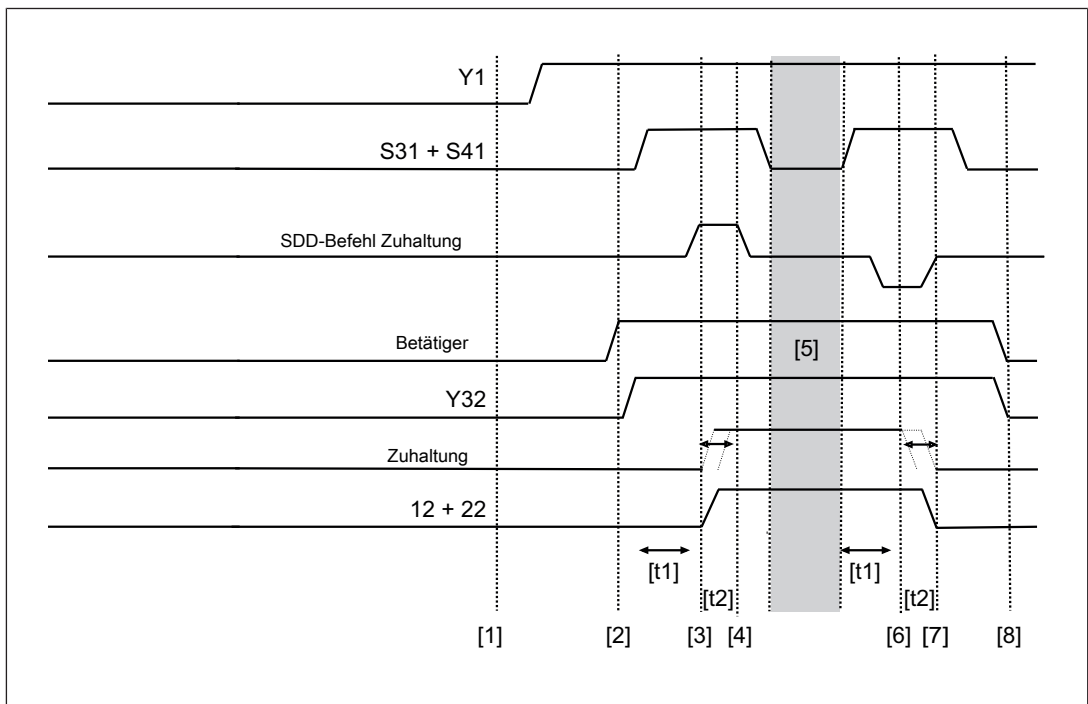 Y1
S31 + S41
SDD-Befehl Zuhaltung
Betätiger
[5]
Y32
Zuhaltung
12 + 22
[t1] [t1]
[t2] [t2]
[1] [2] [3] [4] [6] [7] [8]